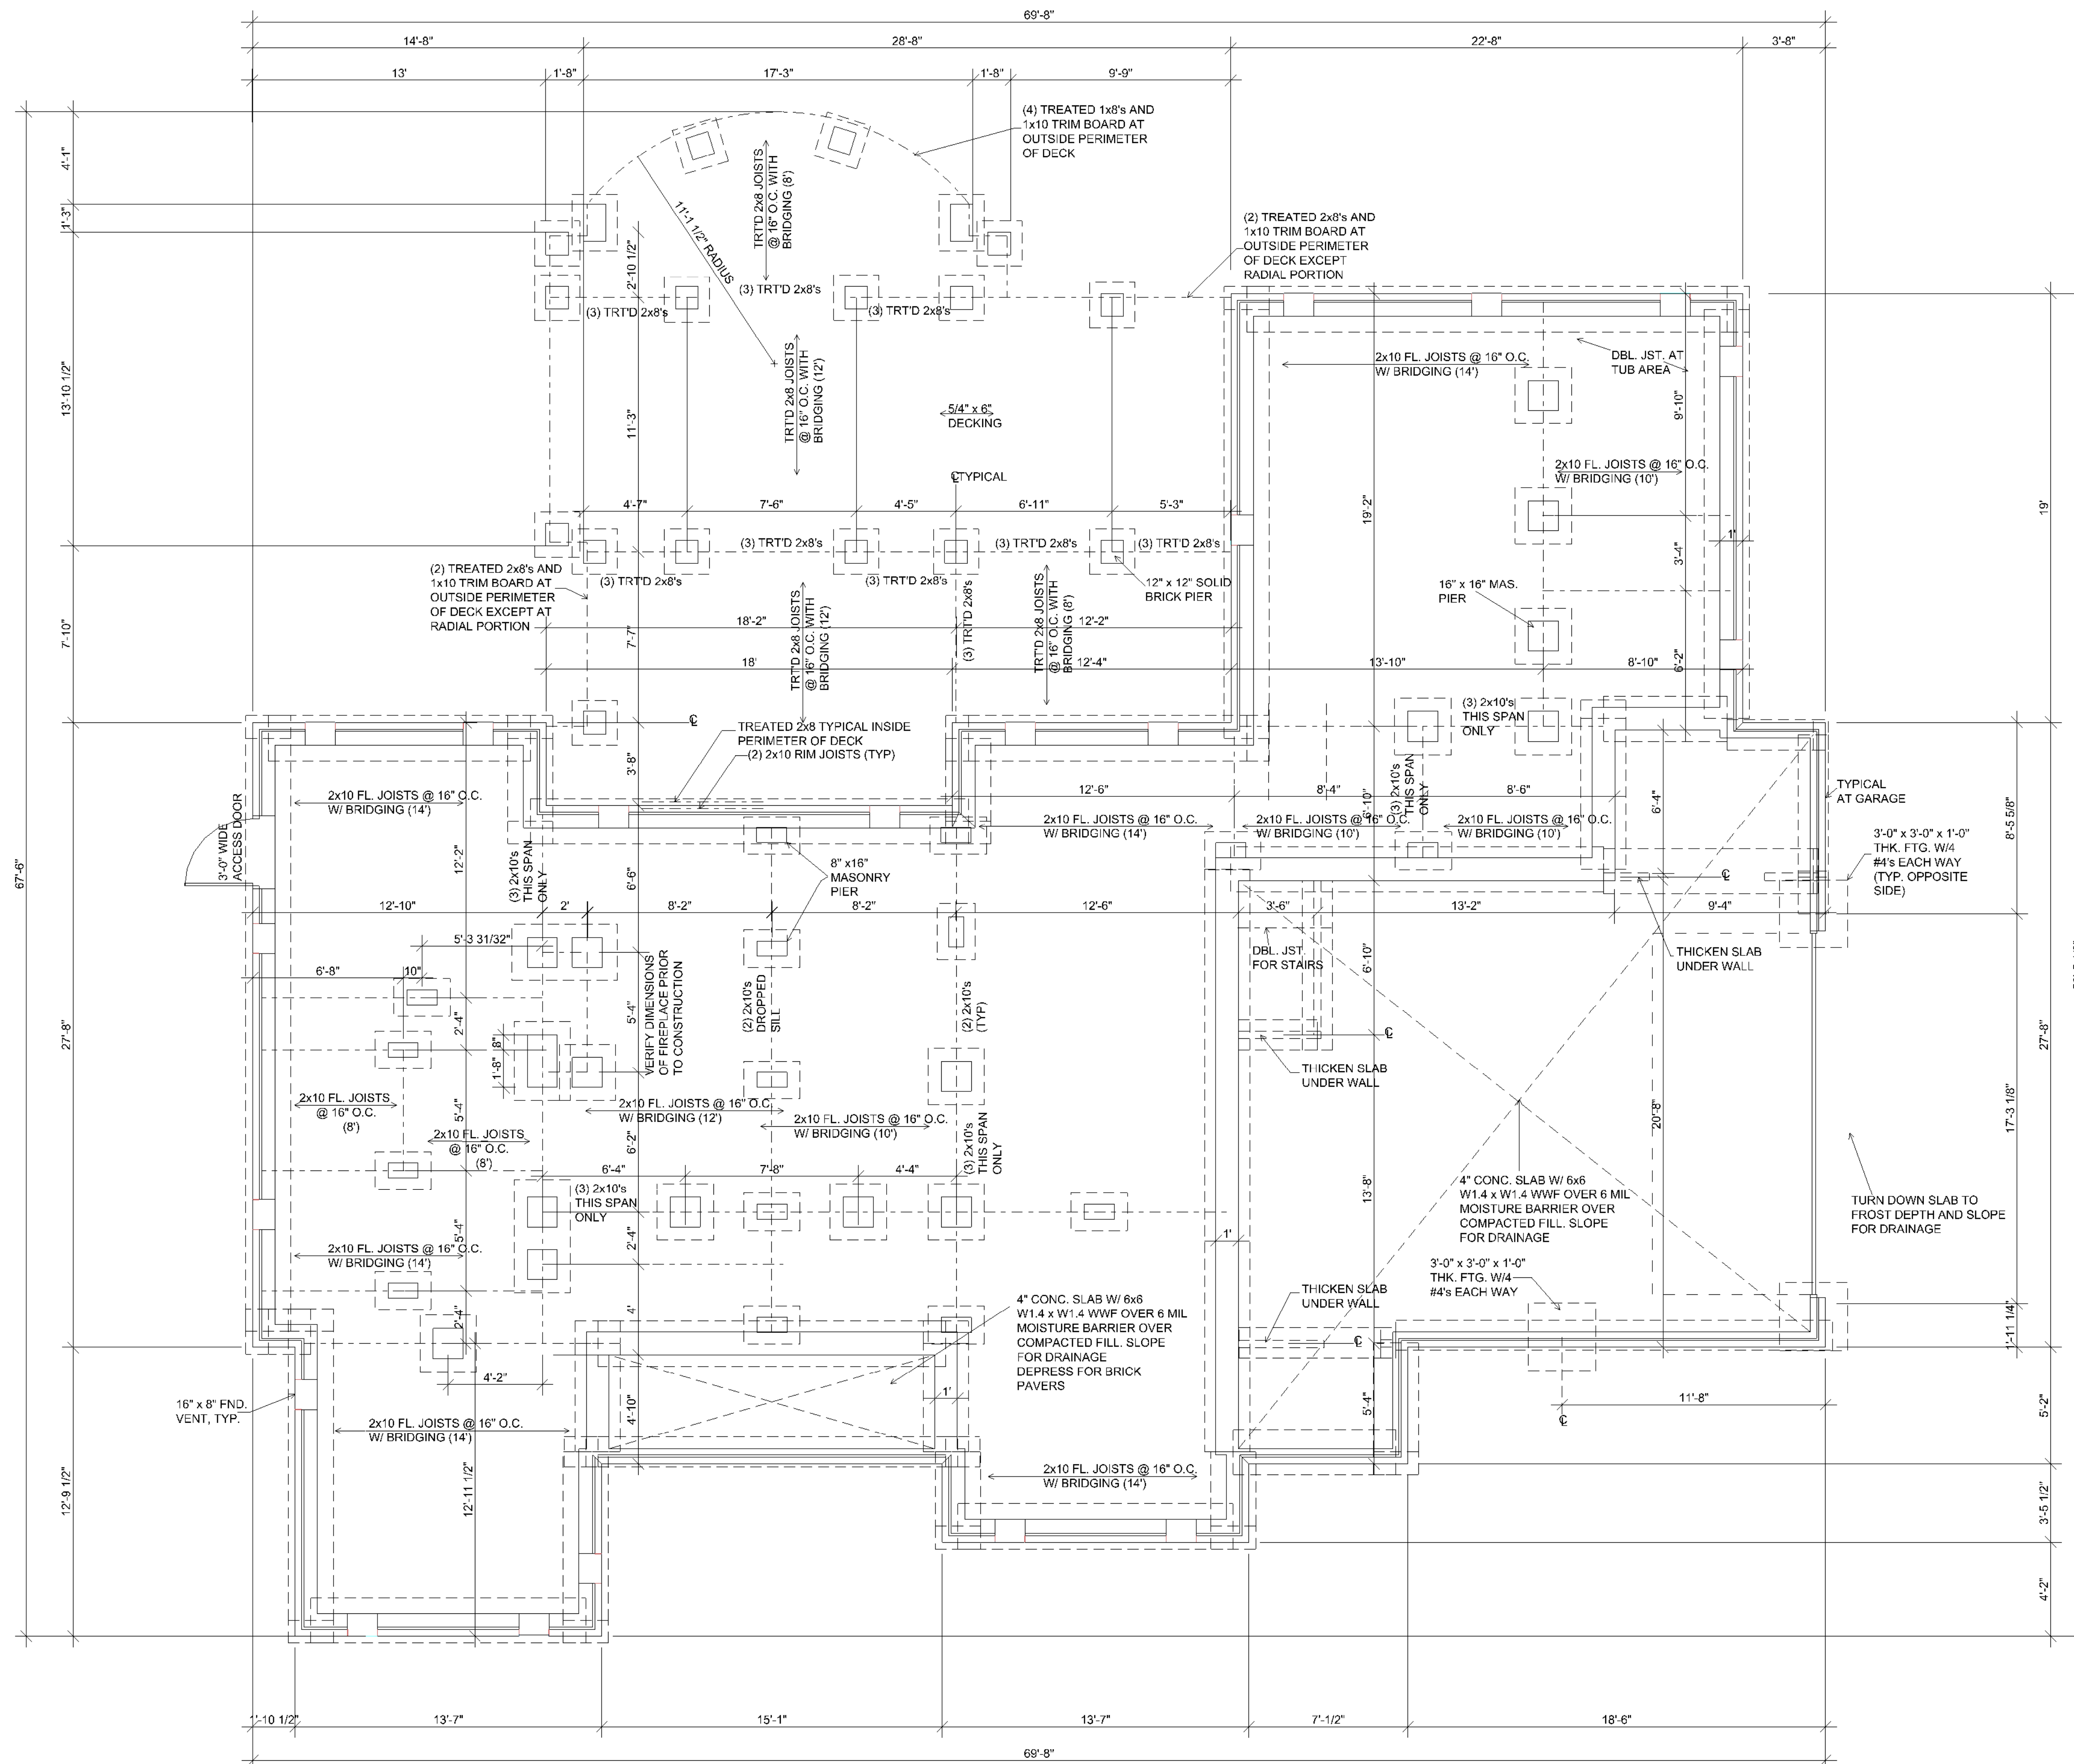 69'-8"
14'-8"
28'-8"
22'-8"
3'-8"
13'
1'-8"
17'-3"
1'-8"
9'-9"
(4) TREATED 1x8's AND
1x10 TRIM BOARD AT
OUTSIDE PERIMETER
OF DECK
4'-1"
1'-3"
13'-10 1/2"
7'-10"
67'-6"
27'-8"
12'-9 1/2"
TRT'D 2x8 JOISTS
@ 16" O.C. WITH
BRIDGING (8')
11'-1 1/2" RADIUS
2'-10 1/2"
(3) TRT'D 2x8's
(3) TRT'D 2x8's
(3) TRT'D 2x8's
(2) TREATED 2x8's AND
1x10 TRIM BOARD AT
OUTSIDE PERIMETER
OF DECK EXCEPT
RADIAL PORTION
11'-3"
TRT'D 2x8 JOISTS
@ 16" O.C. WITH
BRIDGING (12')
5/4" x 6"
DECKING
2x10 FL. JOISTS @ 16" O.C.
W/ BRIDGING (14')
DBL. JST. AT
TUB AREA
9'-10"
2x10 FL. JOISTS @ 16" O.C.
W/ BRIDGING (10')
℄TYPICAL
4'-7"
7'-6"
4'-5"
6'-11"
5'-3"
19'-2"
19'
1'
3'-4"
(3) TRT'D 2x8's
(3) TRT'D 2x8's
(3) TRT'D 2x8's
(3) TRT'D 2x8's
(3) TRT'D 2x8's
(2) TREATED 2x8's AND
1x10 TRIM BOARD AT
OUTSIDE PERIMETER
OF DECK EXCEPT AT
RADIAL PORTION
12" x 12" SOLID
BRICK PIER
16" x 16" MAS.
PIER
7'-7"
TRT'D 2x8 JOISTS
@ 16" O.C. WITH
BRIDGING (12')
(3) TRT'D 2x8's
TRT'D 2x8 JOISTS
@ 16" O.C. WITH
BRIDGING (8')
18'-2"
12'-2"
18'
12'-4"
13'-10"
8'-10"
6'-2"
℄
TREATED 2x8 TYPICAL INSIDE
PERIMETER OF DECK
(2) 2x10 RIM JOISTS (TYP)
3'-8"
(3) 2x10's
THIS SPAN
ONLY
(3) 2x10's
THIS SPAN
ONLY
12'-6"
8'-4"
8'-6"
6'-10"
6'-4"
TYPICAL
AT GARAGE
8'-5 5/8"
2x10 FL. JOISTS @ 16" O.C.
W/ BRIDGING (14')
3'-0" WIDE
ACCESS DOOR
12'-2"
(3) 2x10's
THIS SPAN
ONLY
2x10 FL. JOISTS @ 16" O.C.
W/ BRIDGING (14')
2x10 FL. JOISTS @ 16" O.C.
W/ BRIDGING (10')
2x10 FL. JOISTS @ 16" O.C.
W/ BRIDGING (10')
3'-0" x 3'-0" x 1'-0"
THK. FTG. W/4
#4's EACH WAY
(TYP. OPPOSITE
SIDE)
8" x16"
MASONRY
PIER
6'-6"
℄
12'-10"
2'
8'-2"
8'-2"
12'-6"
3'-6"
13'-2"
9'-4"
5'-3 31/32"
6'-8"
10"
VERIFY DIMENSIONS
OF FIREPLACE PRIOR
TO CONSTRUCTION
(2) 2x10's
DROPPED
SILL
(2) 2x10's
(TYP)
DBL. JST.
FOR STAIRS
6'-10"
THICKEN SLAB
UNDER WALL
2'-4"
5'-4"
8"
1'-8"
℄
27'-8"
THICKEN SLAB
UNDER WALL
2x10 FL. JOISTS
@ 16" O.C.
(8')
5'-4"
2x10 FL. JOISTS
@ 16" O.C.
(8')
2x10 FL. JOISTS @ 16" O.C.
W/ BRIDGING (12')
2x10 FL. JOISTS @ 16" O.C.
W/ BRIDGING (10')
6'-2"
(3) 2x10's
THIS SPAN
ONLY
20'-8"
17'-3 1/8"
6'-4"
7'-8"
4'-4"
(3) 2x10's
THIS SPAN
ONLY
13'-8"
4" CONC. SLAB W/ 6x6
W1.4 x W1.4 WWF OVER 6 MIL
MOISTURE BARRIER OVER
COMPACTED FILL. SLOPE
FOR DRAINAGE
TURN DOWN SLAB TO
FROST DEPTH AND SLOPE
FOR DRAINAGE
5'-4"
2'-4"
1'
2x10 FL. JOISTS @ 16" O.C.
W/ BRIDGING (14')
3'-0" x 3'-0" x 1'-0"
THK. FTG. W/4
#4's EACH WAY
THICKEN SLAB
UNDER WALL
4'
2'-4"
4" CONC. SLAB W/ 6x6
W1.4 x W1.4 WWF OVER 6 MIL
MOISTURE BARRIER OVER
COMPACTED FILL. SLOPE
FOR DRAINAGE
DEPRESS FOR BRICK
PAVERS
℄
1'-11 1/4"
4'-2"
1'
16" x 8" FND.
VENT, TYP.
4'-10"
5'-4"
11'-8"
℄
5'-2"
2x10 FL. JOISTS @ 16" O.C.
W/ BRIDGING (14')
2x10 FL. JOISTS @ 16" O.C.
W/ BRIDGING (14')
12'-11 1/2"
3'-5 1/2"
4'-2"
1'-10 1/2"
13'-7"
15'-1"
13'-7"
7'-1/2"
18'-6"
69'-8"